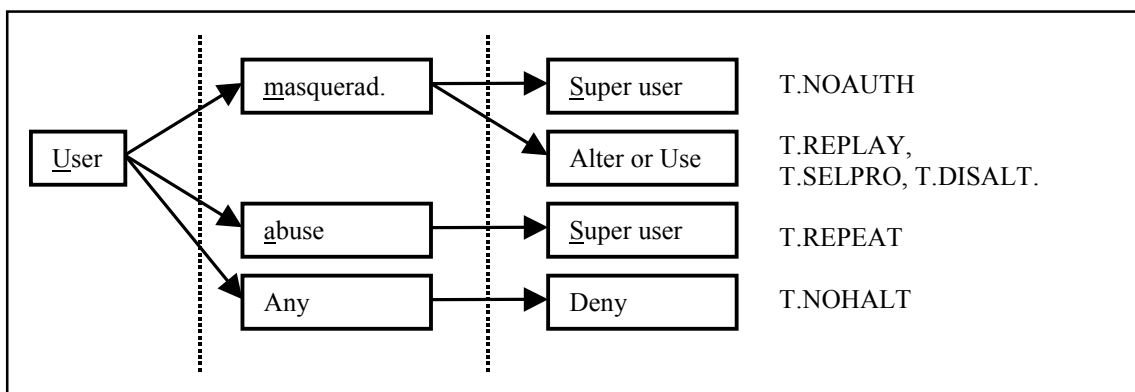 masquerad.
Super user
T.NOAUTH
User
Alter or Use
T.REPLAY,
T.SELPRO, T.DISALT.
abuse
Super user
T.REPEAT
Any
Deny
T.NOHALT